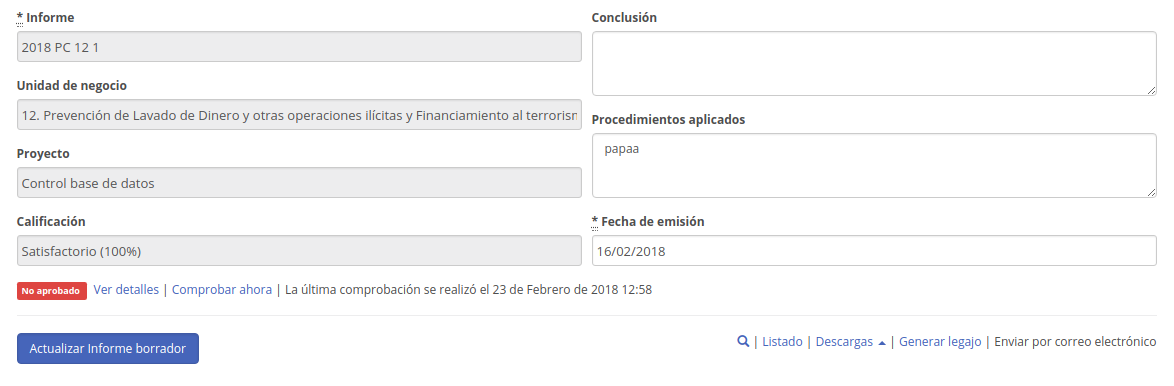 * Informe
2018 PC 12 1
Unidad de negocio
12. Prevención de Lavado de Dinero y otras operaciones ilícitas y Financiamiento al terrorism
Proyecto
Control base de datos
Calificación
Satisfactorio (100%)
Conclusión
Procedimientos aplicados
papaa
* Fecha de emisión
16/02/2018
No aprobado Ver detalles | Comprobar ahora | La última comprobación se realizó el 23 de Febrero de 2018 12:58
Actualizar Informe borrador
| Listado | Descargas | Generar legajo | Enviar por correo electrónico